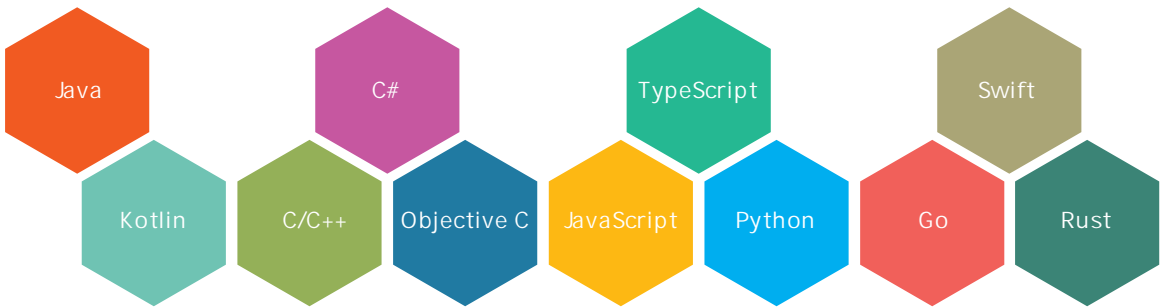 Java
C#
TypeScript
Swift
Kotlin
C/C++
Objective C
JavaScript
Python
Go
Rust